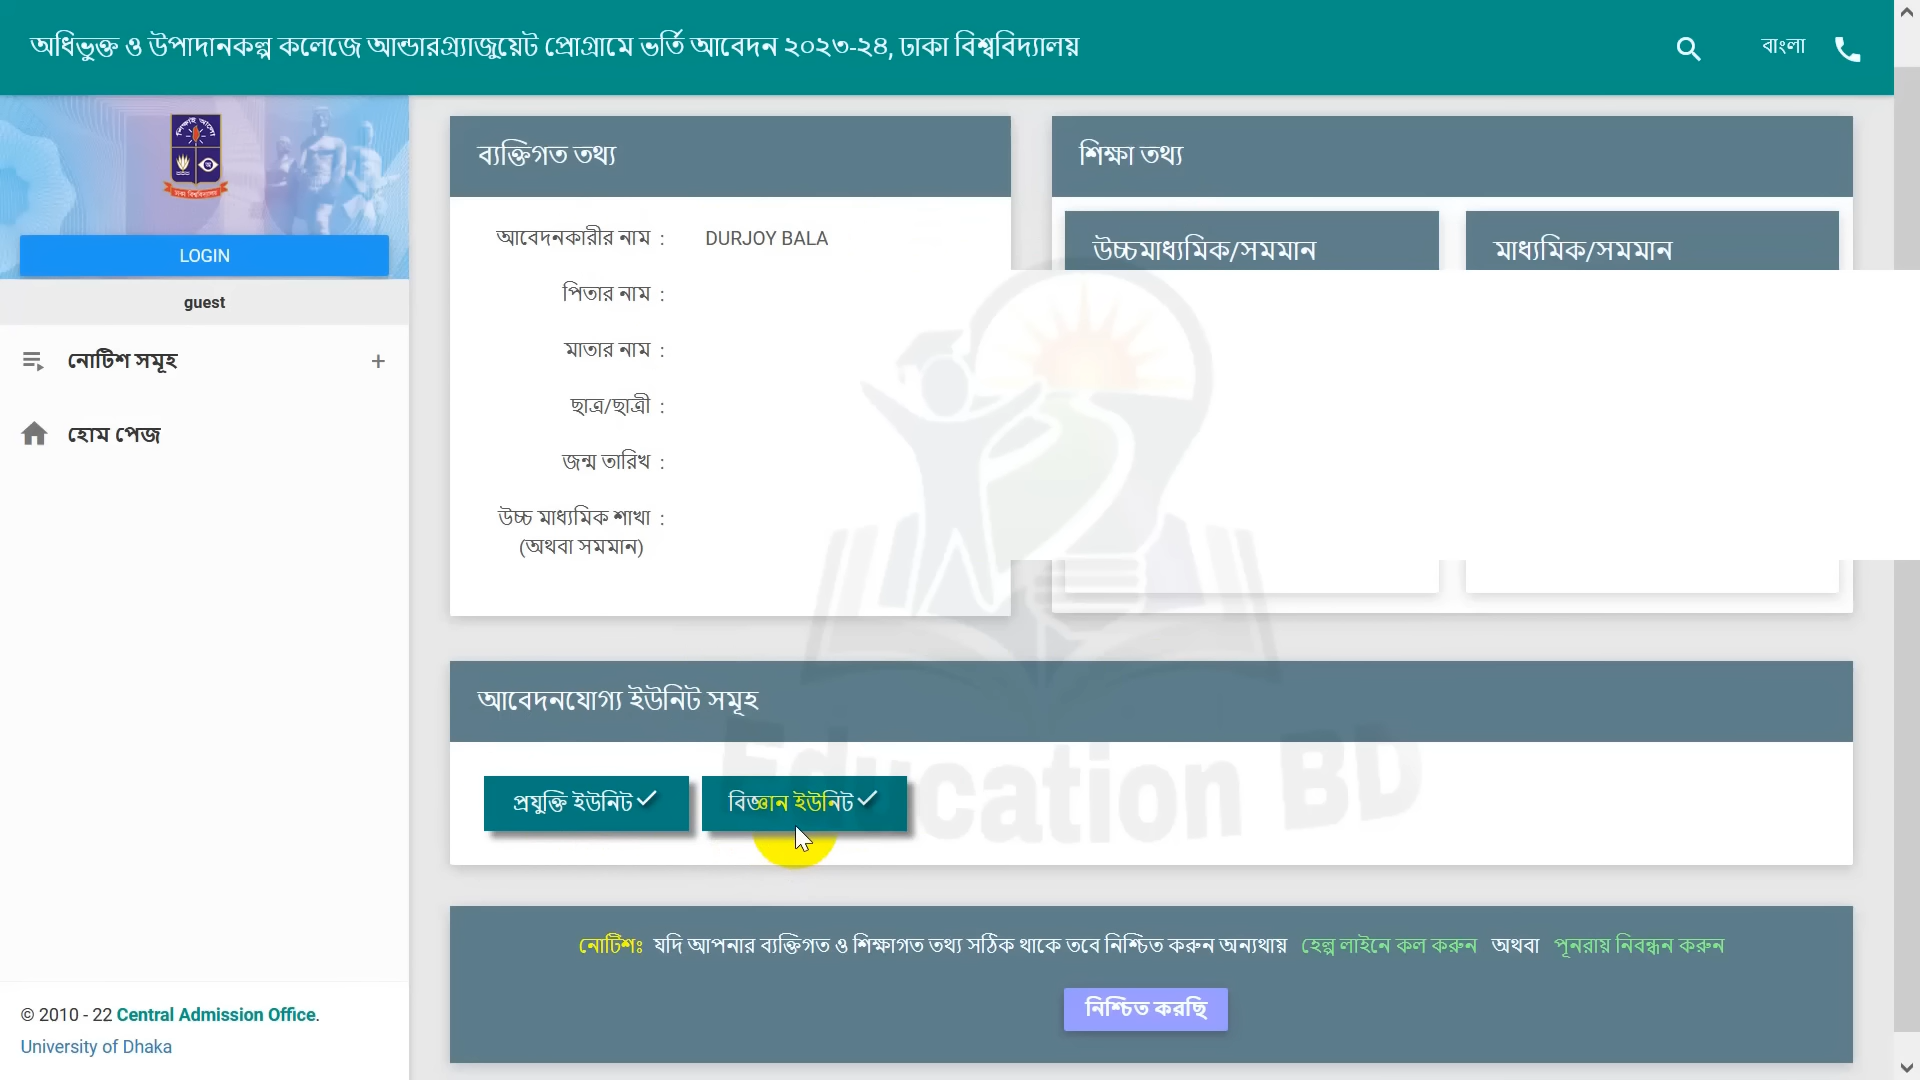 অধিভুক্ত ও উপাদানকল্প কলেজে আন্ডারগ্র্যাজুয়েট প্রোগ্রামে ভর্তি আবেদন ২০২৩-২৪, ঢাকা বিশ্ববিদ্যালয়
বাংলা
শিক্ষাই আলো
ঢাকা বিশ্ববিদ্যালয়
LOGIN
guest
নোটিশ সমূহ +
হোম পেজ
ব্যক্তিগত তথ্য
আবেদনকারীর নাম : DURJOY BALA
পিতার নাম :
মাতার নাম :
ছাত্র/ছাত্রী :
জন্ম তারিখ :
উচ্চ মাধ্যমিক শাখা :
(অথবা সমমান)
শিক্ষা তথ্য
উচ্চমাধ্যমিক/সমমান
মাধ্যমিক/সমমান
আবেদনযোগ্য ইউনিট সমূহ
প্রযুক্তি ইউনিট
বিজ্ঞান ইউনিট
Education BD
নোটিশঃ যদি আপনার ব্যক্তিগত ও শিক্ষাগত তথ্য সঠিক থাকে তবে নিশ্চিত করুন অন্যথায় হেল্প লাইনে কল করুন অথবা পূনরায় নিবন্ধন করুন
নিশ্চিত করছি
© 2010 - 22 Central Admission Office.
University of Dhaka